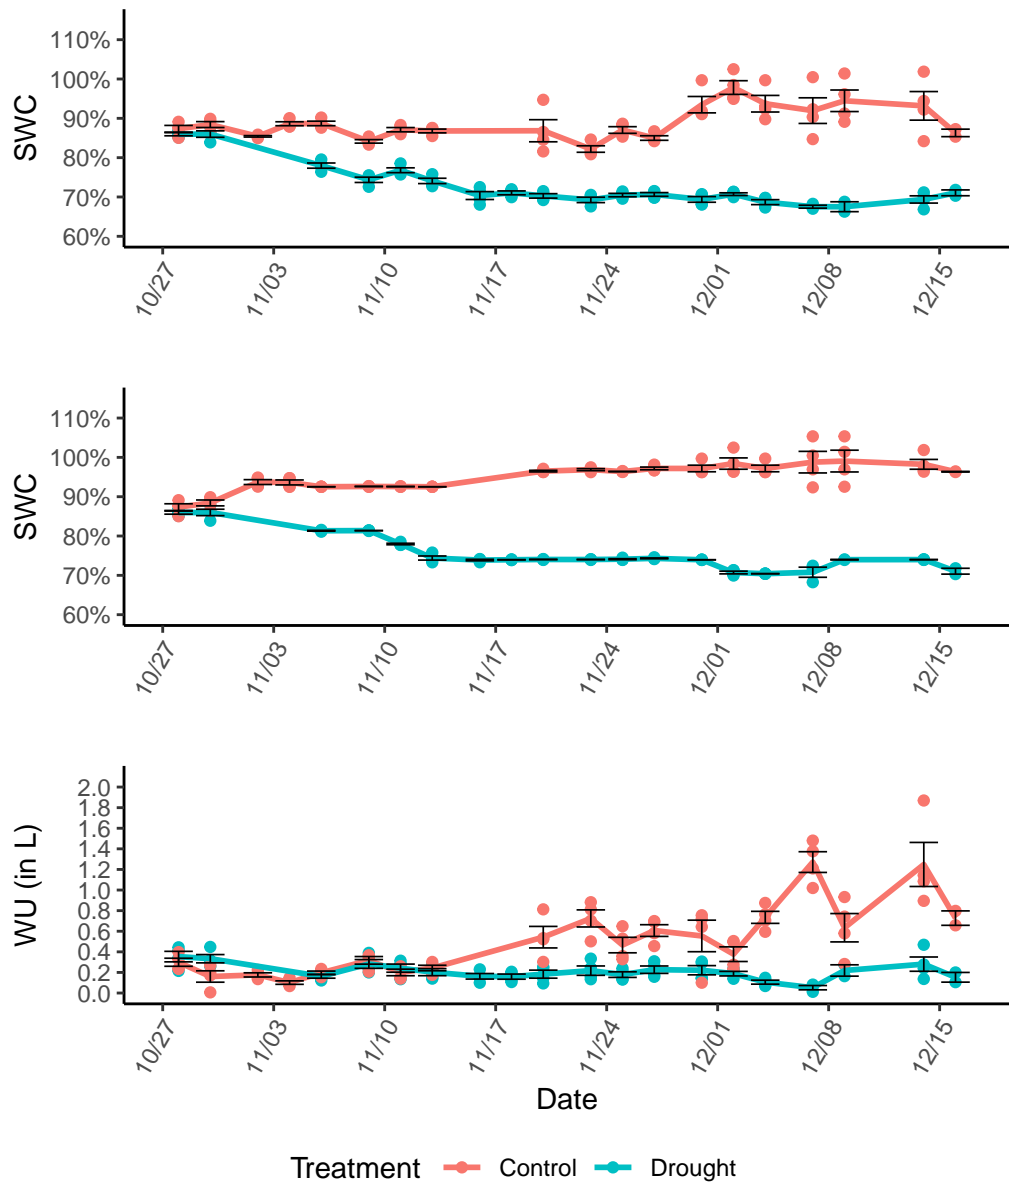 SWC
110%
100%
90%
80%
70%
60%
10/27 11/03 11/10 11/17 11/24 12/01 12/08 12/15
SWC
110%
100%
90%
80%
70%
60%
10/27 11/03 11/10 11/17 11/24 12/01 12/08 12/15
WU (in L)
2.0
1.8
1.6
1.4
1.2
1.0
0.8
0.6
0.4
0.2
0.0
10/27 11/03 11/10 11/17 11/24 12/01 12/08 12/15
Date
Treatment Control Drought